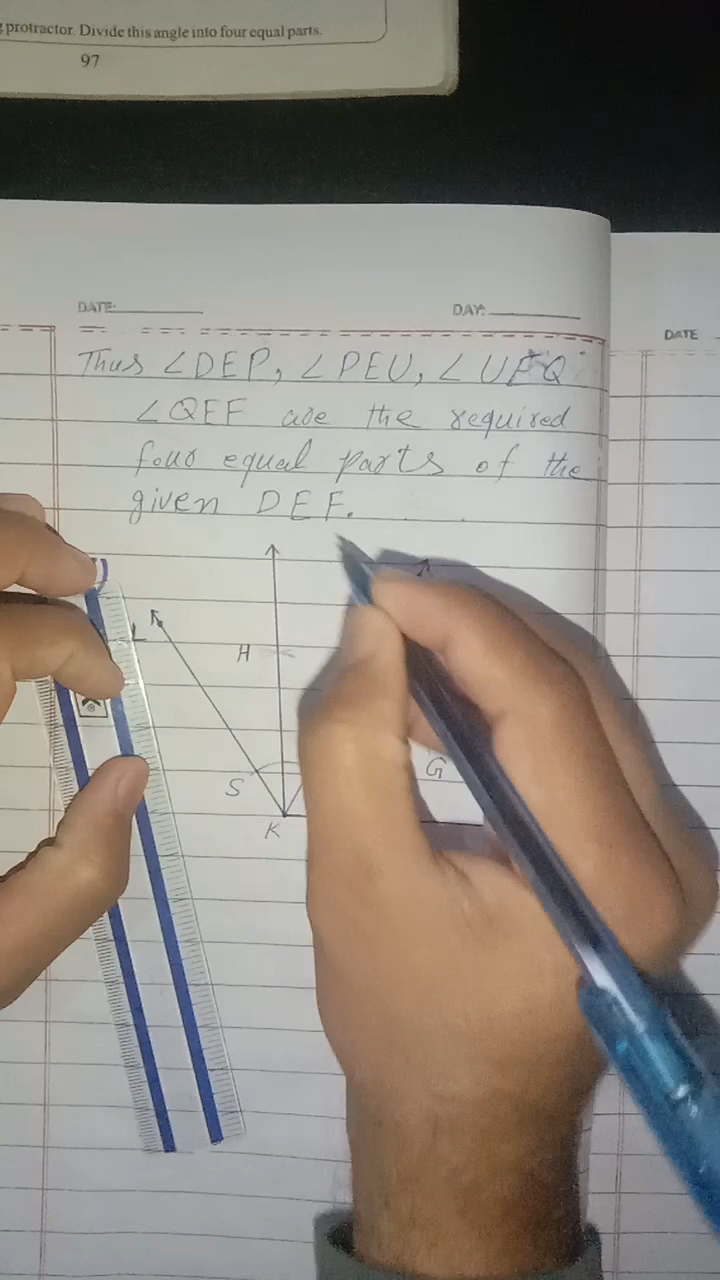 protractor. Divide this angle into four equal parts.
97
DATE:
DAY:
DATE
Thus ∠DEP, ∠PEU, ∠UEQ
∠QEF are the required
four equal parts of the
given DEF.
L
H
G
S
K